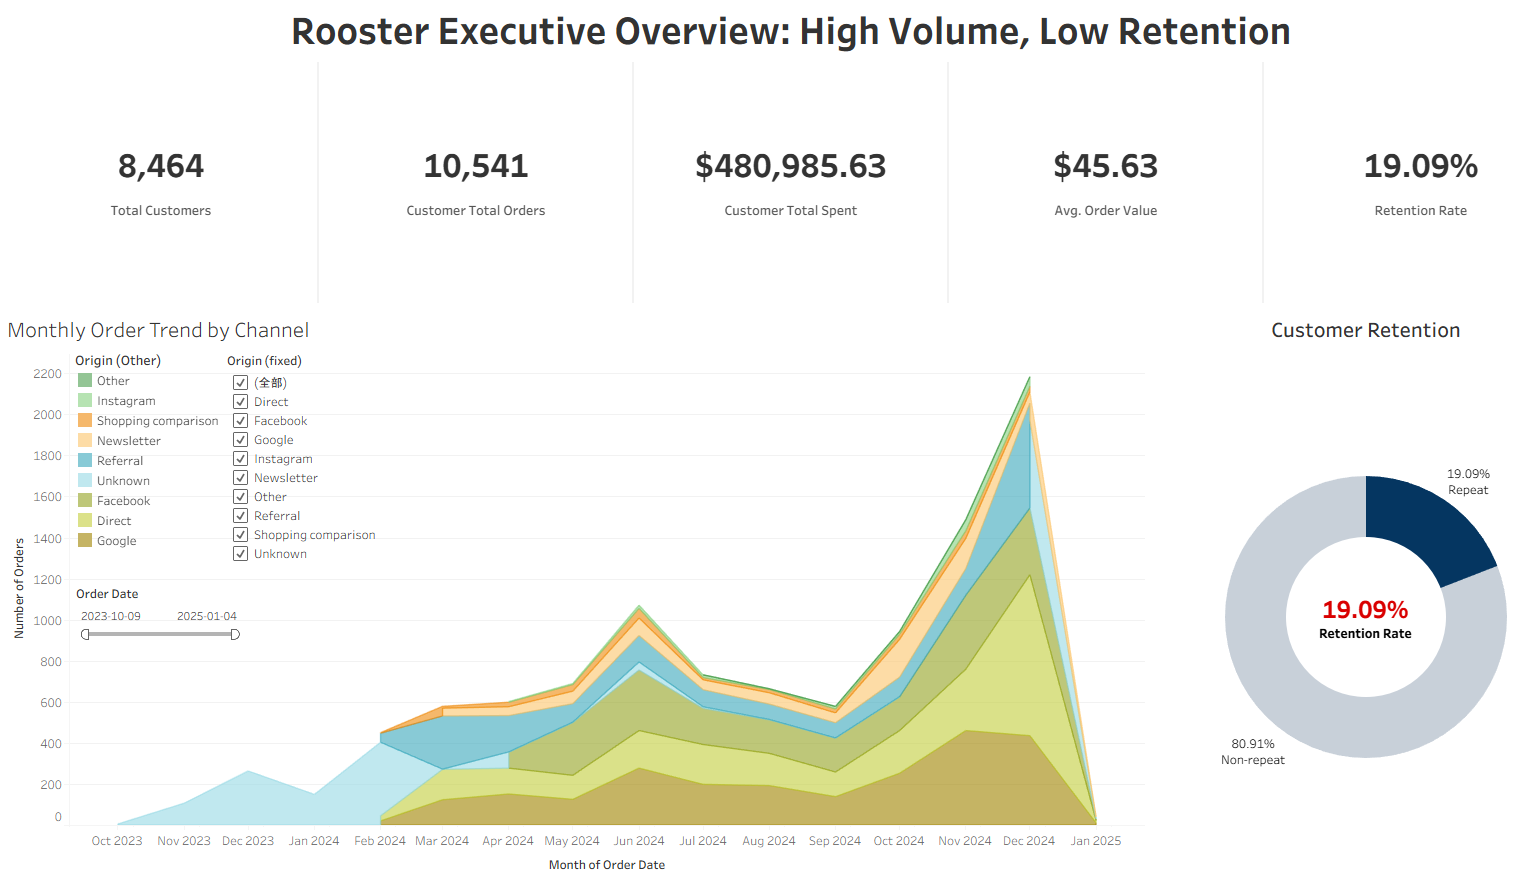 Rooster Executive Overview: High Volume, Low Retention
8,464
Total Customers
10,541
Customer Total Orders
$480,985.63
Customer Total Spent
$45.63
Avg. Order Value
19.09%
Retention Rate
Monthly Order Trend by Channel
Origin (Other)
Other
Instagram
Shopping comparison
Newsletter
Referral
Unknown
Facebook
Direct
Google
Origin (fixed)
(全部)
Direct
Facebook
Google
Instagram
Newsletter
Other
Referral
Shopping comparison
Unknown
Order Date
2023-10-09 2025-01-04
Number of Orders
2200
2000
1800
1600
1400
1200
1000
800
600
400
200
0
Oct 2023 Nov 2023 Dec 2023 Jan 2024 Feb 2024 Mar 2024 Apr 2024 May 2024 Jun 2024 Jul 2024 Aug 2024 Sep 2024 Oct 2024 Nov 2024 Dec 2024 Jan 2025
Month of Order Date
Customer Retention
19.09%
Repeat
19.09%
Retention Rate
80.91%
Non-repeat